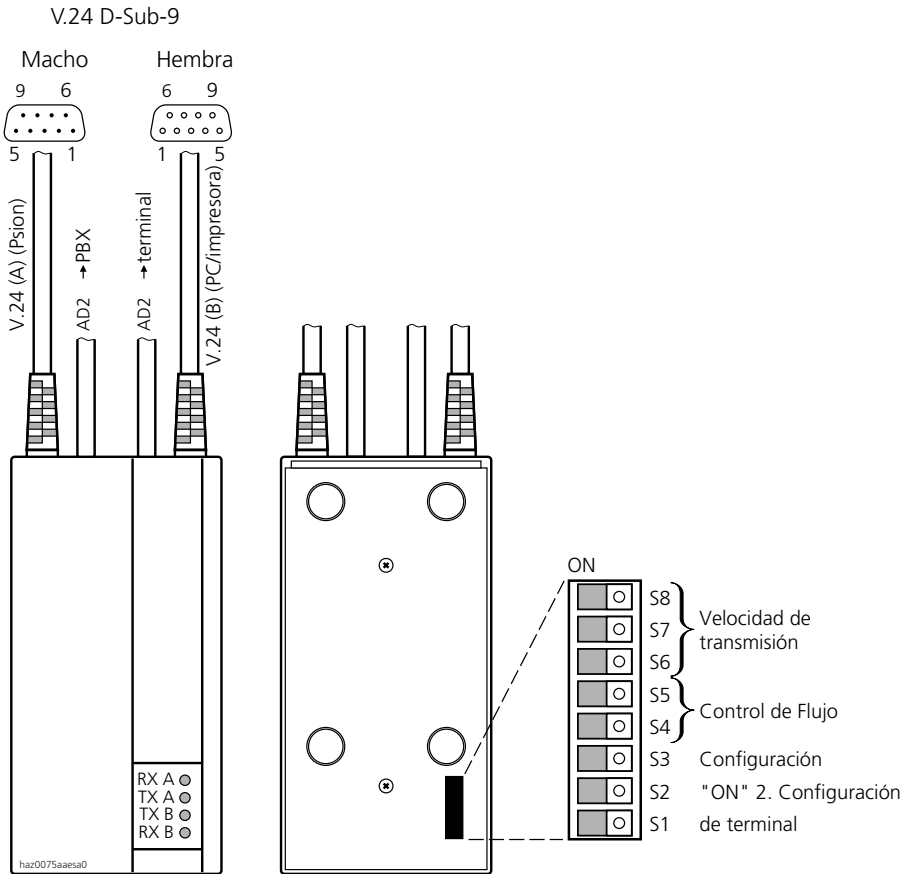 V.24 D-Sub-9
Macho
Hembra
9 6
6 9
5 1
1 5
V.24 (A) (Psion)
AD2 →PBX
AD2 →terminal
V.24 (B) (PC/impresora)
ON
S8
S7
S6
Velocidad de
transmisión
S5
S4
Control de Flujo
S3 Configuración
S2 "ON" 2. Configuración
S1 de terminal
RX A
TX A
TX B
RX B
haz0075aaesa0